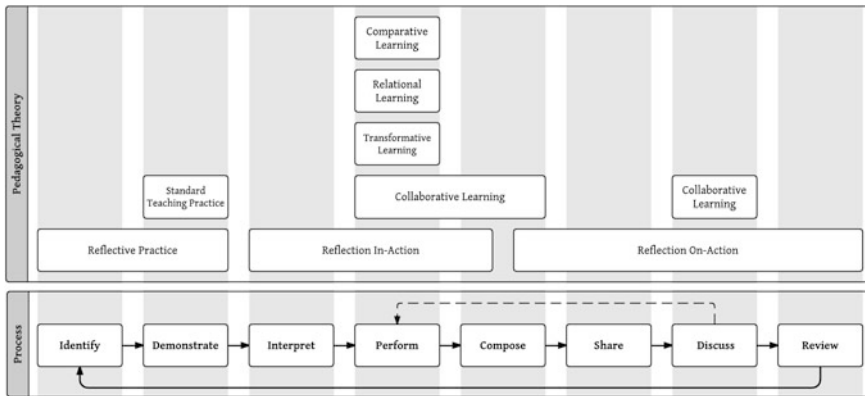 Pedagogical Theory
Comparative
Learning
Relational
Learning
Transformative
Learning
Standard
Teaching Practice
Collaborative Learning
Collaborative
Learning
Reflective Practice
Reflection In-Action
Reflection On-Action
Process
Identify
Demonstrate
Interpret
Perform
Compose
Share
Discuss
Review